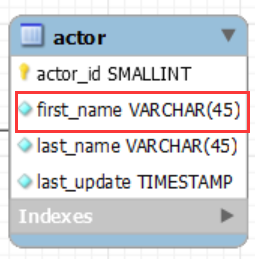 actor
actor_id SMALLINT
first_name VARCHAR(45)
last_name VARCHAR(45)
last_update TIMESTAMP
Indexes